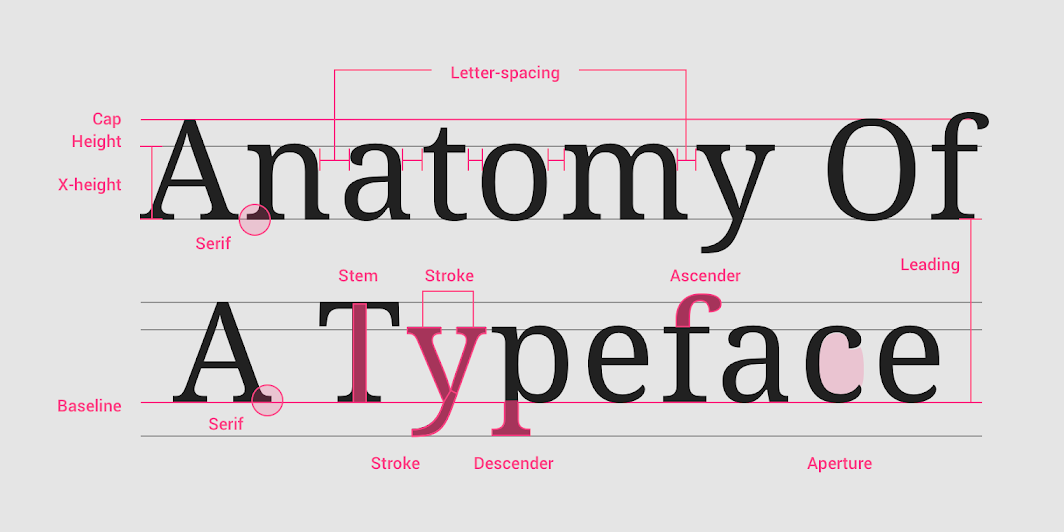 Letter-spacing
Cap
Height
X-height
Anatomy Of
Serif
Leading
Stem
Stroke
Ascender
A Typeface
Baseline
Serif
Stroke
Descender
Aperture